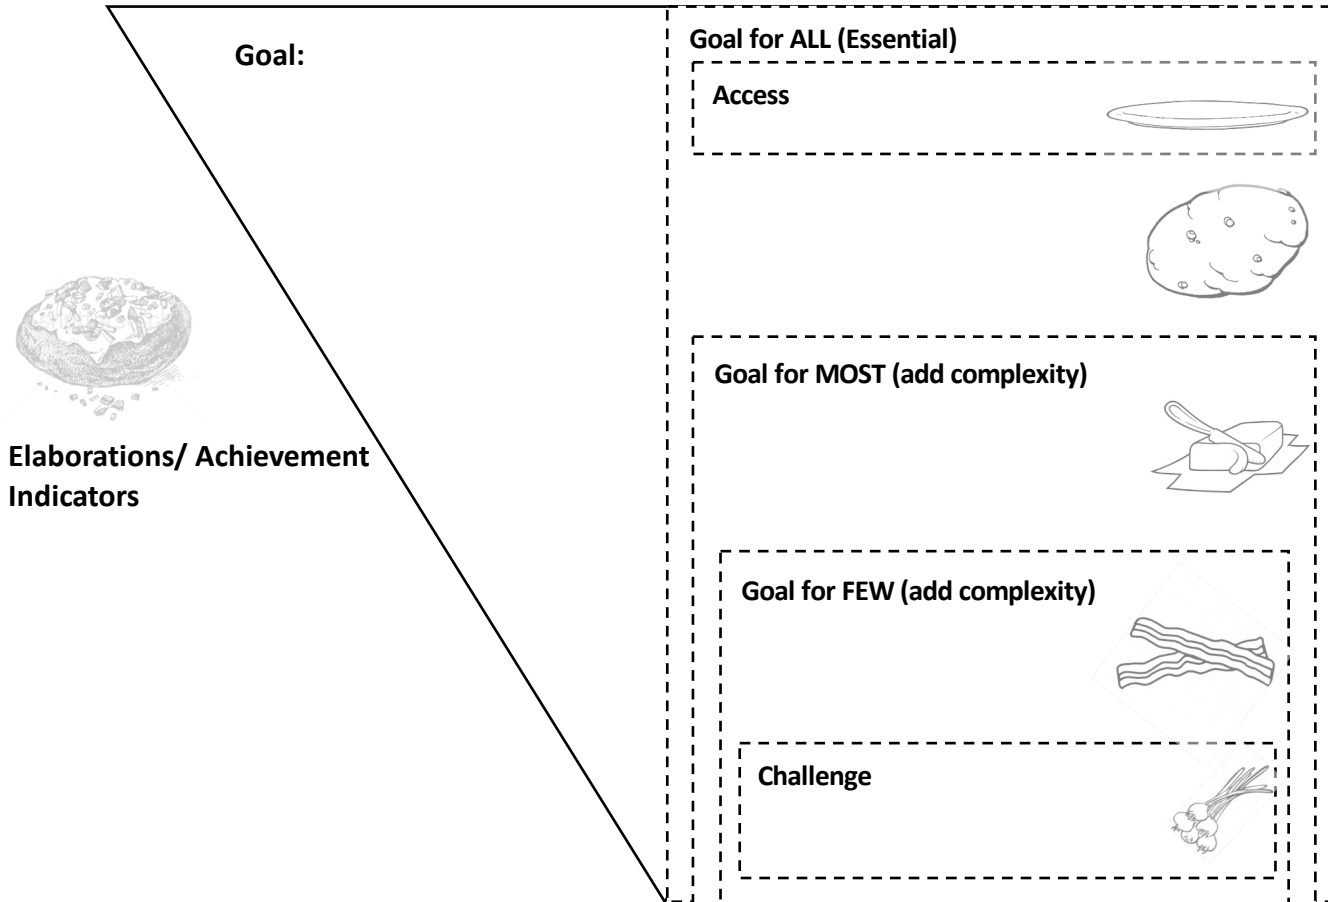 Goal:
Goal for ALL (Essential)
Access
Goal for MOST (add complexity)
Elaborations/ Achievement
Indicators
Goal for FEW (add complexity)
Challenge